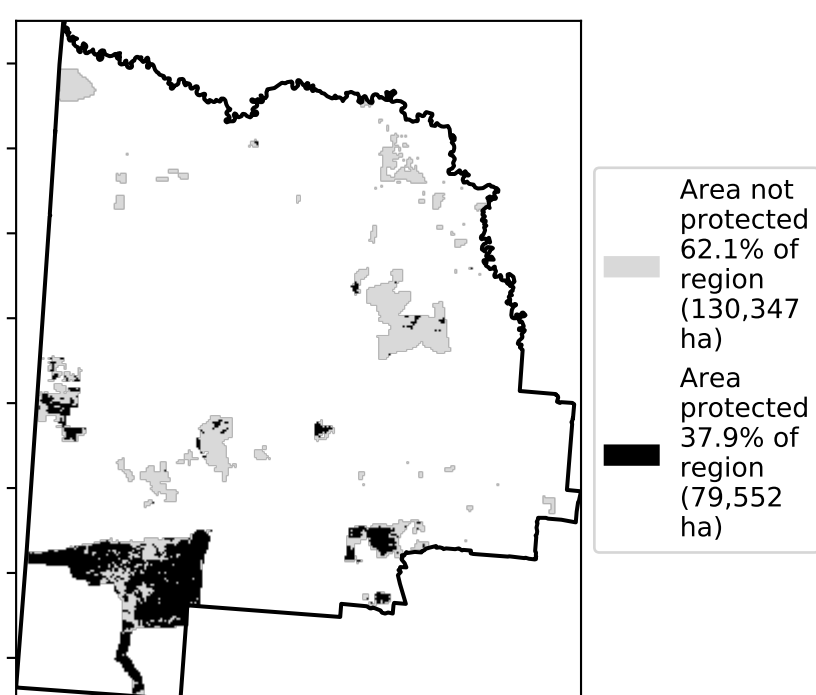 Area not
protected
62.1% of
region
(130,347
ha)
Area
protected
37.9% of
region
(79,552
ha)